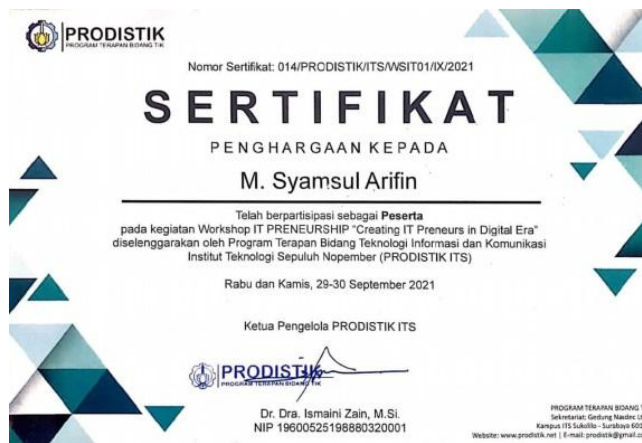 PRODISTIK
PROGRAM TERAPAN BIDANG TIK
Nomor Sertifikat: 014/PRODISTIK/ITS/WSIT01/IX/2021
SERTIFIKAT
PENGHARGAAN KEPADA
M. Syamsul Arifin
Telah berpartisipasi sebagai Peserta
pada kegiatan Workshop IT PRENEURSHIP “Creating IT Preneurs in Digital Era”
diselenggarakan oleh Program Terapan Bidang Teknologi Informasi dan Komunikasi
Institut Teknologi Sepuluh Nopember (PRODISTIK ITS)
Rabu dan Kamis, 29-30 September 2021
Ketua Pengelola PRODISTIK ITS
PRODISTIK
PROGRAM TERAPAN BIDANG TIK
Dr. Dra. Ismaini Zain, M.Si.
NIP 19600525198880320001
PROGRAM TERAPAN BIDANG
Sekretariat: Gedung Nasdec
Kampus ITS Sukolilo - Surabaya
Website: www.prodistik.net | E-mail: prodistik@gmail.c